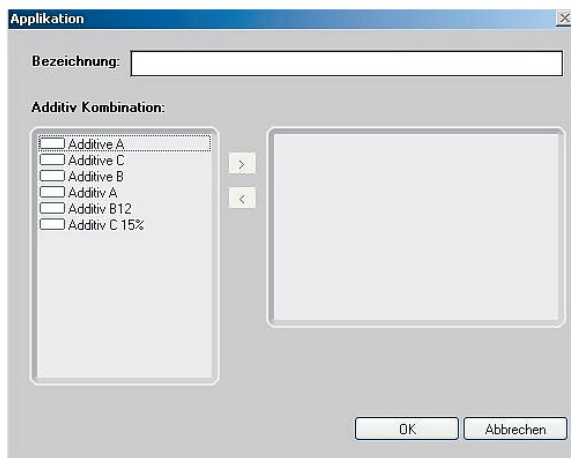 Applikation
Bezeichnung:
Additiv Kombination:
Additive A
Additive C
Additive B
Additiv A
Additiv B12
Additiv C 15%
>
<
OK
Abbrechen